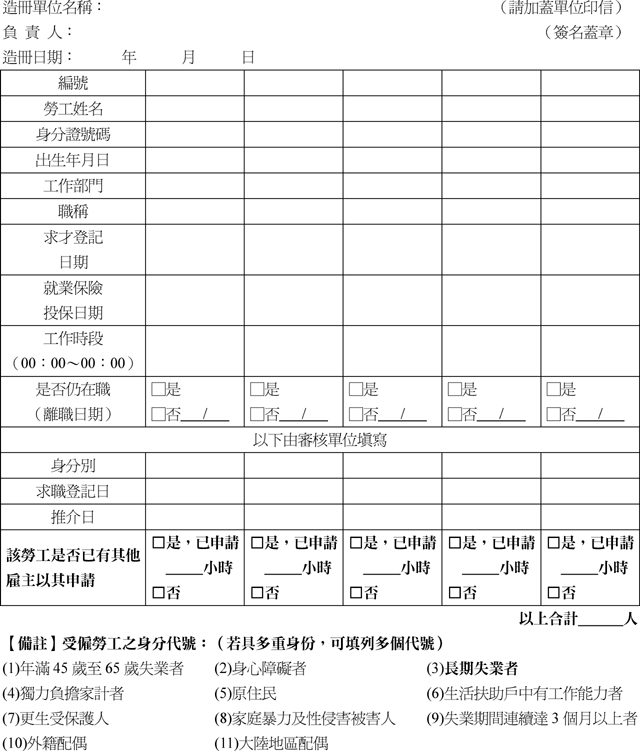 造冊單位名稱： （請加蓋單位印信）
負 責 人： （簽名蓋章）
造冊日期： 年 月 日
編號
勞工姓名
身分證號碼
出生年月日
工作部門
職稱
求才登記
日期
就業保險
投保日期
工作時段
（00：00～00：00）
是否仍在職 □是 □是 □是 □是 □是
（離職日期） □否__/__ □否__/__ □否__/__ □否__/__ □否__/__
以下由審核單位填寫
身分別
求職登記日
推介日
該勞工是否已有其他
雇主以其申請
□是，已申請 □是，已申請 □是，已申請 □是，已申請 □是，已申請
_____小時 _____小時 _____小時 _____小時 _____小時
□否 □否 □否 □否 □否
以上合計______人
【備註】受僱勞工之身分代號：（若具多重身份，可填列多個代號）
(1)年滿 45 歲至 65 歲失業者 (2)身心障礙者 (3)長期失業者
(4)獨力負擔家計者 (5)原住民 (6)生活扶助戶中有工作能力者
(7)更生受保護人 (8)家庭暴力及性侵害被害人 (9)失業期間連續達 3 個月以上者
(10)外籍配偶 (11)大陸地區配偶